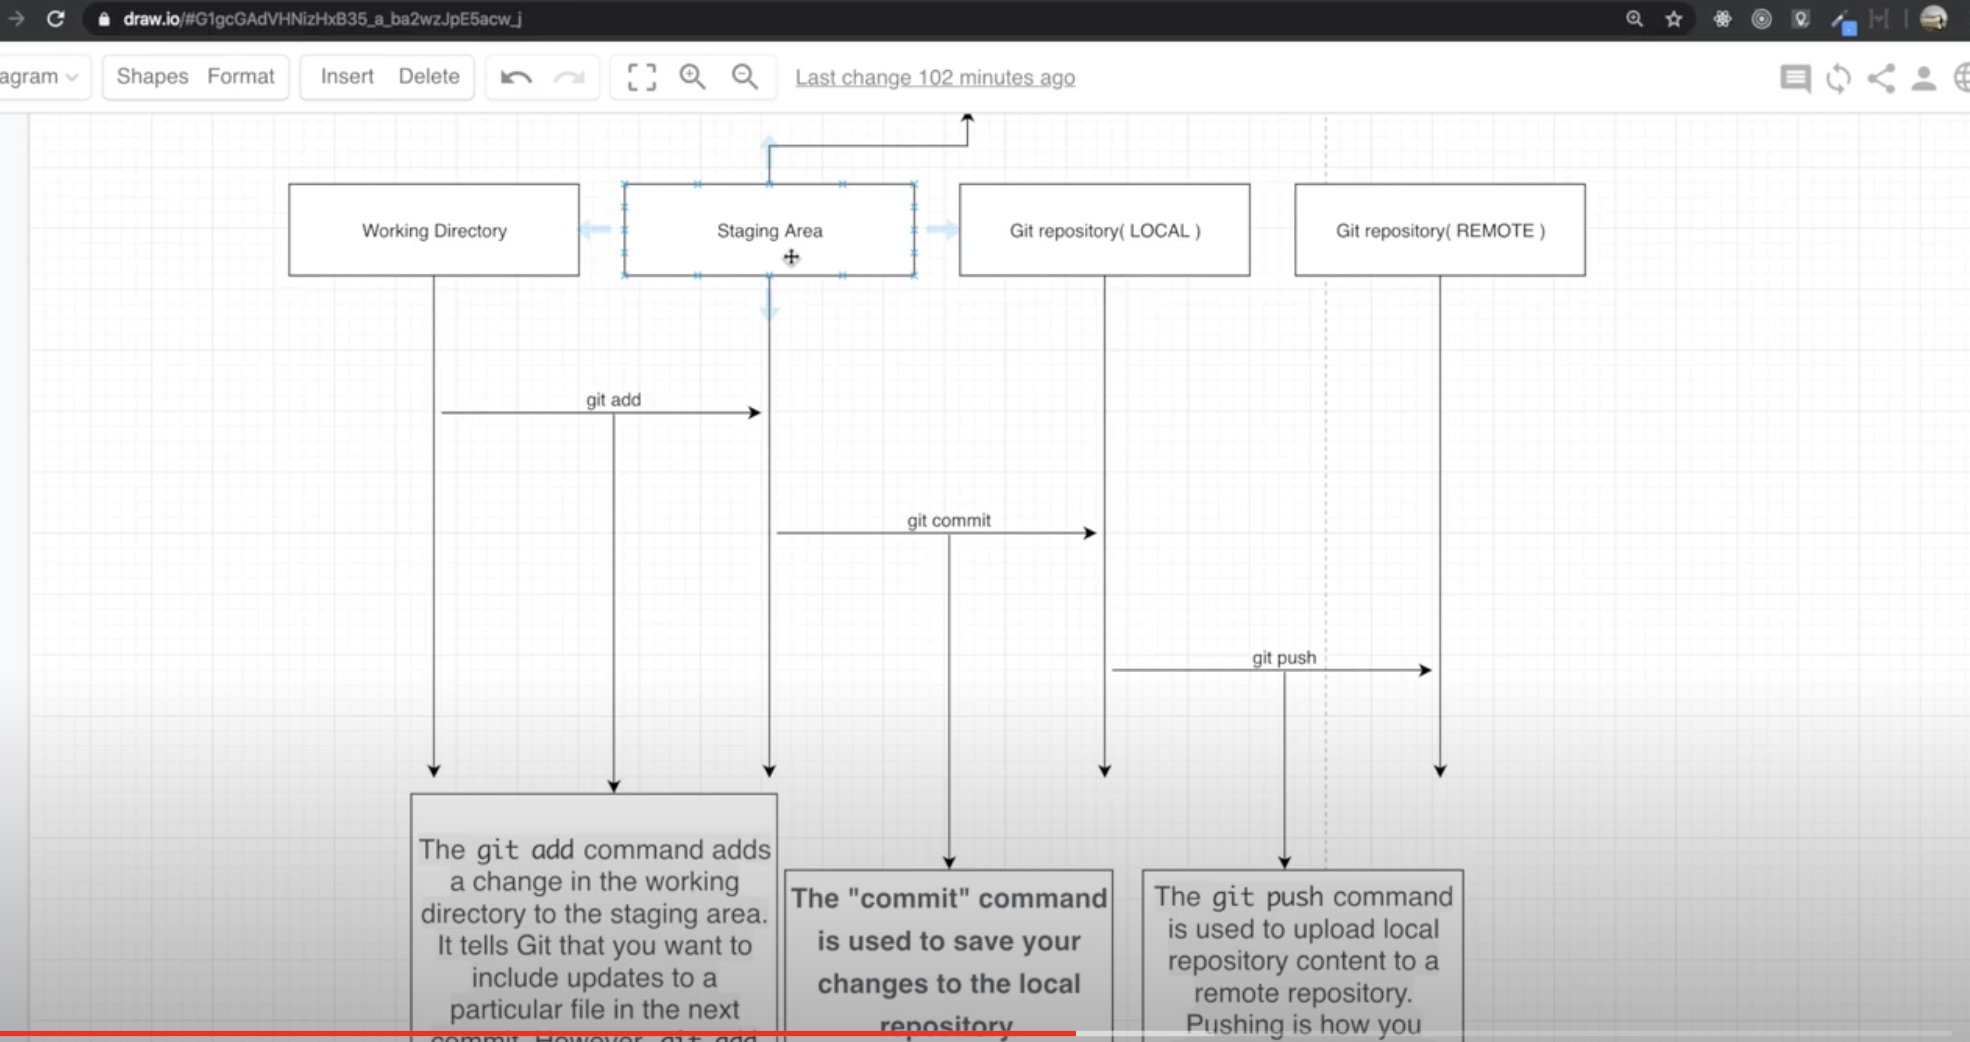 draw.io/#G1gcGAdVHNizHxB35_a_ba2wzJpE5acw_j
agram
Shapes Format
Insert Delete
Last change 102 minutes ago
Working Directory
Staging Area
Git repository( LOCAL )
Git repository( REMOTE )
git add
git commit
git push
The git add command adds
a change in the working
directory to the staging area.
It tells Git that you want to
include updates to a
particular file in the next
commit. However, git add
The "commit" command
is used to save your
changes to the local
repository.
The git push command
is used to upload local
repository content to a
remote repository.
Pushing is how you